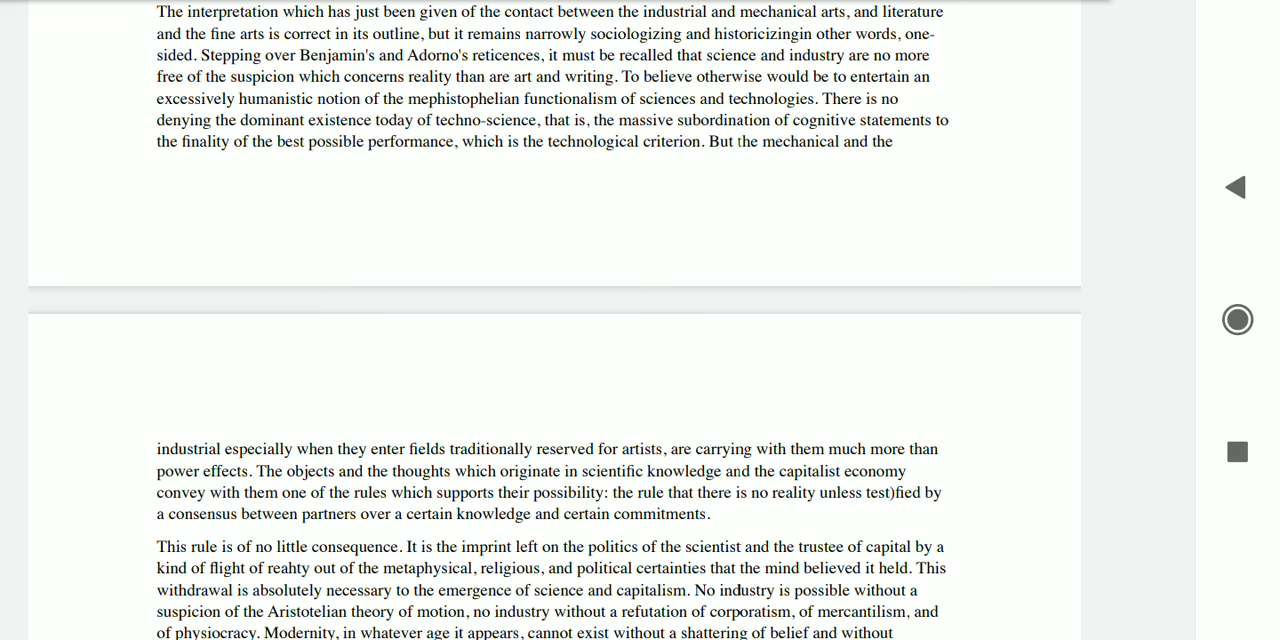 The interpretation which has just been given of the contact between the industrial and mechanical arts, and literature
and the fine arts is correct in its outline, but it remains narrowly sociologizing and historicizingin other words, one-
sided. Stepping over Benjamin's and Adorno's reticences, it must be recalled that science and industry are no more
free of the suspicion which concerns reality than are art and writing. To believe otherwise would be to entertain an
excessively humanistic notion of the mephistophelian functionalism of sciences and technologies. There is no
denying the dominant existence today of techno-science, that is, the massive subordination of cognitive statements to
the finality of the best possible performance, which is the technological criterion. But the mechanical and the
industrial especially when they enter fields traditionally reserved for artists, are carrying with them much more than
power effects. The objects and the thoughts which originate in scientific knowledge and the capitalist economy
convey with them one of the rules which supports their possibility: the rule that there is no reality unless test)fied by
a consensus between partners over a certain knowledge and certain commitments.
This rule is of no little consequence. It is the imprint left on the politics of the scientist and the trustee of capital by a
kind of flight of reahty out of the metaphysical, religious, and political certainties that the mind believed it held. This
withdrawal is absolutely necessary to the emergence of science and capitalism. No industry is possible without a
suspicion of the Aristotelian theory of motion, no industry without a refutation of corporatism, of mercantilism, and
of physiocracy. Modernity, in whatever age it appears, cannot exist without a shattering of belief and without